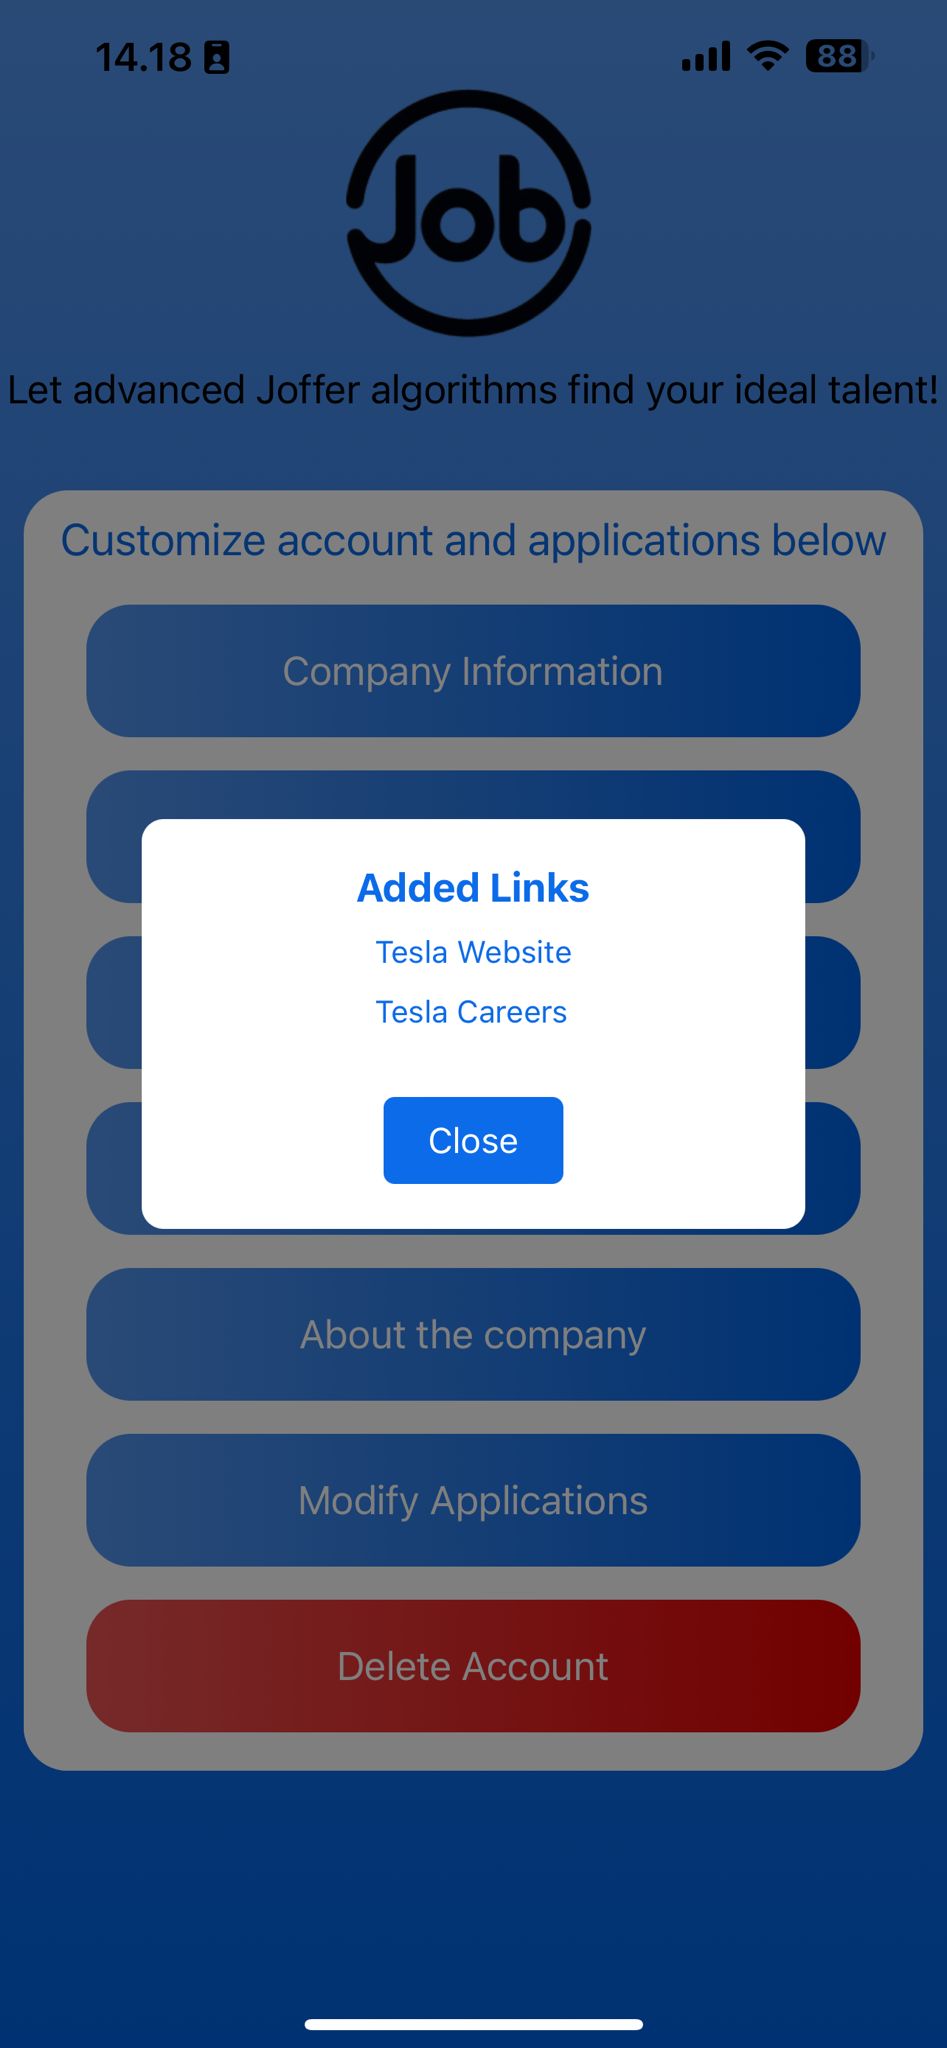 14.18
88
Job
Let advanced Joffer algorithms find your ideal talent!
Customize account and applications below
Company Information
Added Links
Tesla Website
Tesla Careers
Close
About the company
Modify Applications
Delete Account